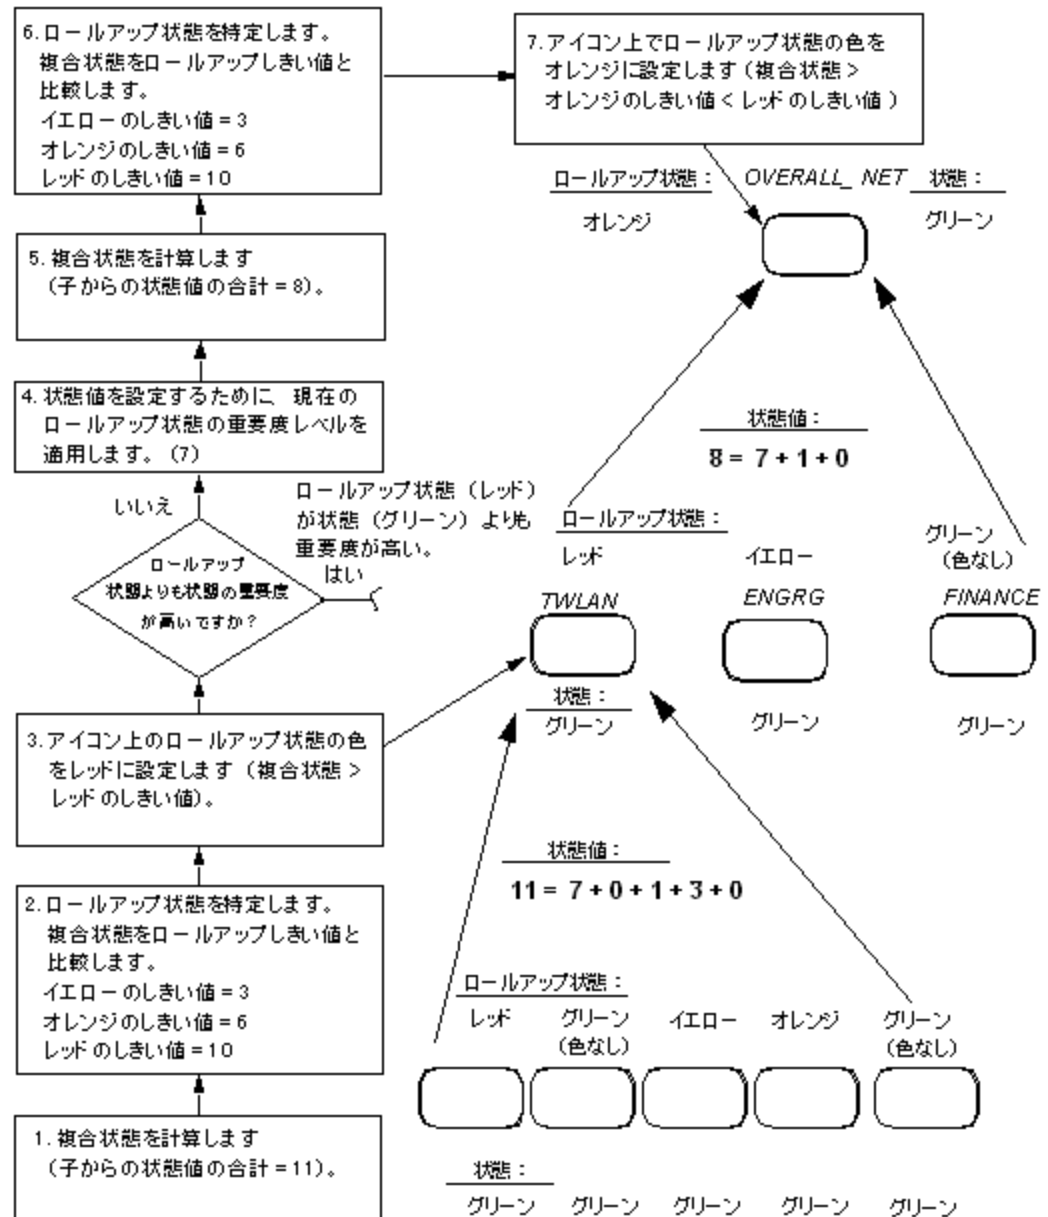 6.ロールアップ状態を特定します。
複合状態をロールアップしきい値と
比較します。
イエローのしきい値 = 3
オレンジのしきい値 = 6
レッドのしきい値 = 10
7.アイコン上でロールアップ状態の色を
オレンジに設定します (複合状態 >
オレンジのしきい値 < レッドのしきい値 )
ロールアップ状態: OVERALL_NET 状態:
オレンジ グリーン
5. 複合状態を計算します
(子からの状態値の合計 = 8)。
4. 状態値を設定するために、現在の
ロールアップ状態の重要度レベルを
適用します。(7)
状態値:
8 = 7 + 1 + 0
いいえ
ロールアップ状態 (レッド)
が状態 (グリーン) よりも
重要度が高い。
はい
ロールアップ
状態よりも状態の重要度
が高いですか?
ロールアップ状態:
レッド イエロー グリーン
(色なし)
TWLAN ENGRG FINANCE
状態:
グリーン グリーン グリーン
3.アイコン上のロールアップ状態の色
をレッドに設定します (複合状態 >
レッドのしきい値)。
状態値:
11 = 7 + 0 + 1 + 3 + 0
2.ロールアップ状態を特定します。
複合状態をロールアップしきい値と
比較します。
イエローのしきい値 = 3
オレンジのしきい値 = 6
レッドのしきい値 = 10
ロールアップ状態:
レッド グリーン イエロー オレンジ グリーン
(色なし) (色なし)
1. 複合状態を計算します
(子からの状態値の合計 = 11)。
状態:
グリーン グリーン グリーン グリーン グリーン